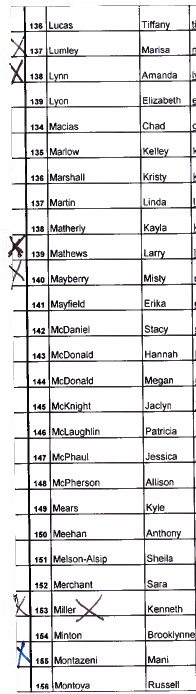 136 Lucas Tiffany
X 137 Lumley Marisa
X 138 Lynn Amanda
139 Lyon Elizabeth
134 Macias Chad
135 Marlow Kelley
136 Marshall Kristy
137 Martin Linda
138 Matherly Kayla
X 139 Mathews Larry
X 140 Mayberry Misty
141 Mayfield Erika
142 McDaniel Stacy
143 McDonald Hannah
144 McDonald Megan
145 McKnight Jaclyn
146 McLaughlin Patricia
147 McPhaul Jessica
148 McPherson Allison
149 Mears Kyle
150 Meehan Anthony
151 Melson-Alsip Sheila
152 Merchant Sara
X 153 Miller X Kenneth
154 Minton Brooklynne
X 155 Montazeni Mani
156 Montoya Russell